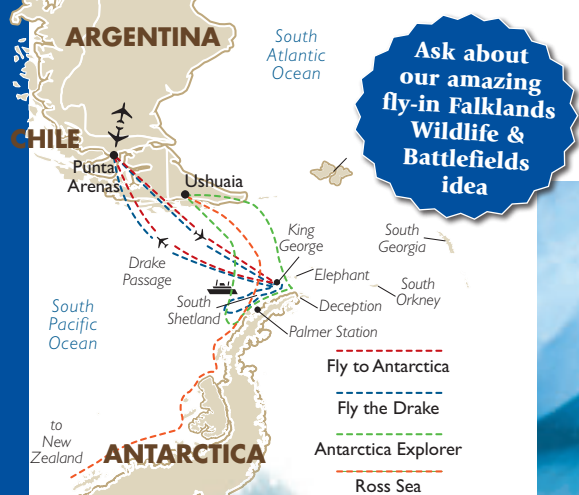 ARGENTINA
South
Atlantic
Ocean
Ask about
our amazing
fly-in Falklands
Wildlife &
Battlefields
idea
CHILE
Punta
Arenas
Ushuaia
King
George
South
Georgia
Drake
Passage
Elephant
South
Orkney
South
Shetland
Deception
South
Pacific
Ocean
Palmer Station
Fly to Antarctica
Fly the Drake
to
New
Zealand
ANTARCTICA
Antarctica Explorer
Ross Sea